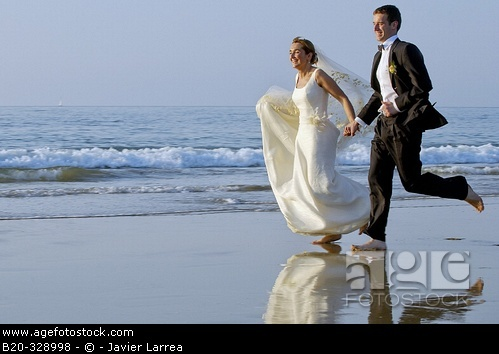 age
FOTOSTOCK
www.agefotostock.com
B20-328998 - © - Javier Larrea